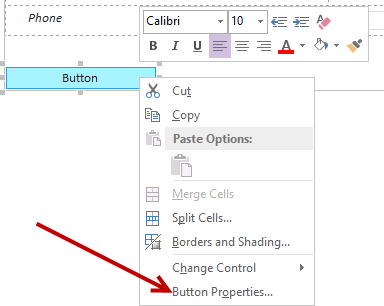 Phone
Calibri 10
B I U A
Button
Cut
Copy
Paste Options:
Merge Cells
Split Cells...
Borders and Shading...
Change Control
Button Properties...